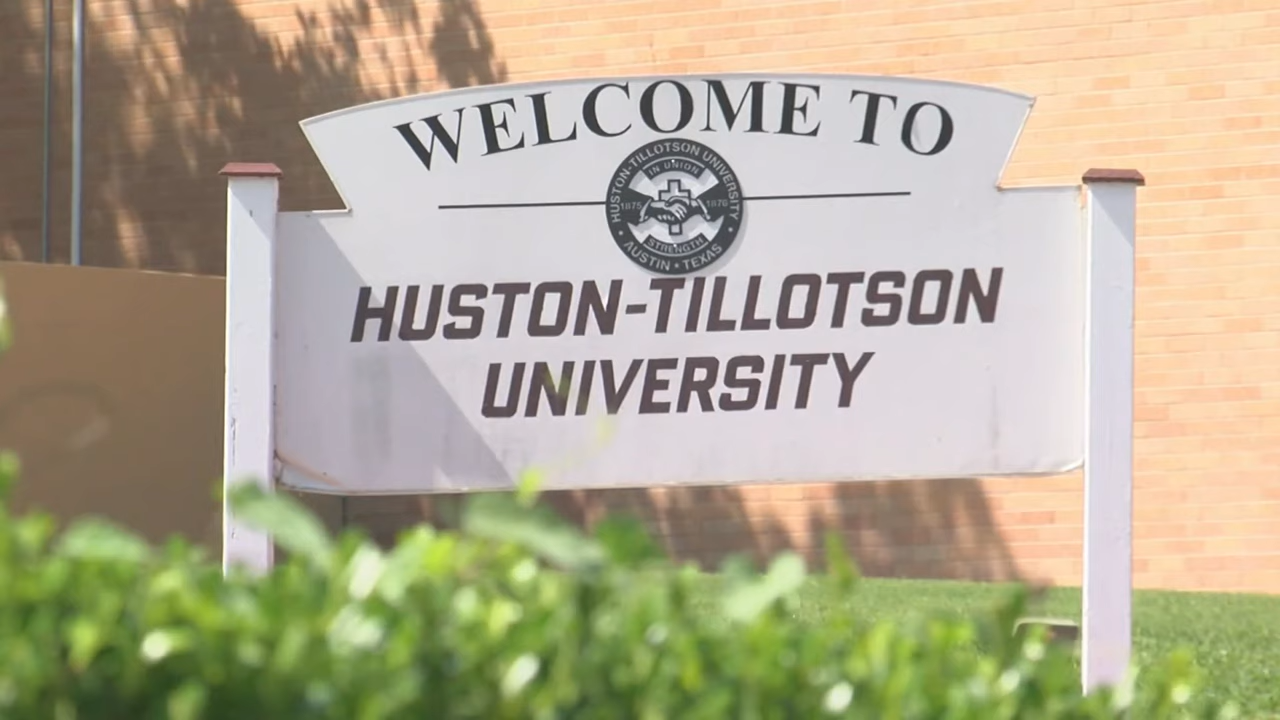 WELCOME TO
HUSTON-TILLOTSON UNIVERSITY
IN UNION
1875 1876
STRENGTH
• AUSTIN • TEXAS •
HUSTON-TILLOTSON
UNIVERSITY